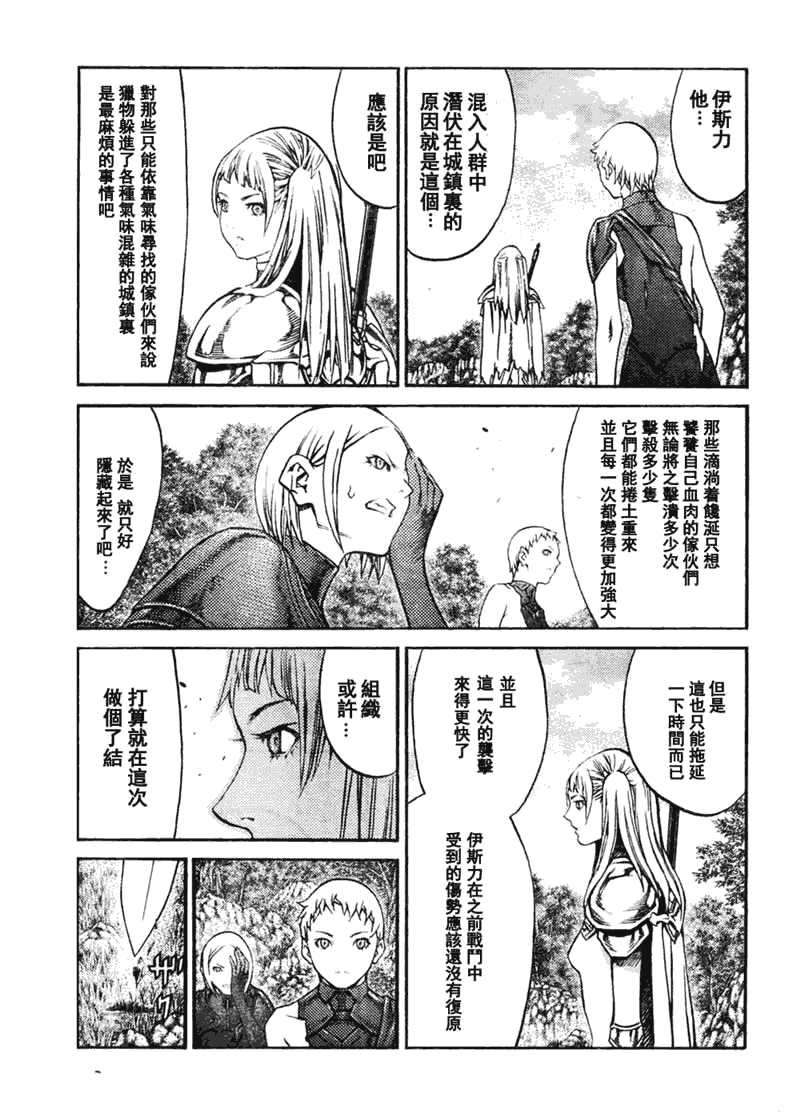 伊斯力
他…
混入人群中
潛伏在城鎮裏的
原因就是這個…
應該是吧
對那些只能依靠氣味尋找的傢伙們來說
獵物躲進了各種氣味混雜的城鎮裏
是最麻煩的事情吧
那些滴淌着饞涎只想
饕餮自己血肉的傢伙們
無論將之擊潰多少次
擊殺多少隻
它們都能捲土重來
並且每一次都變得更加強大
於是 就只好
隱藏起來了吧…
但是
這也只能拖延
一下時間而已
並且
這一次的襲擊
來得更快了
伊斯力在之前戰鬥中
受到的傷勢應該還沒有復原
組織
或許…
打算就在這次
做個了結
ザッ